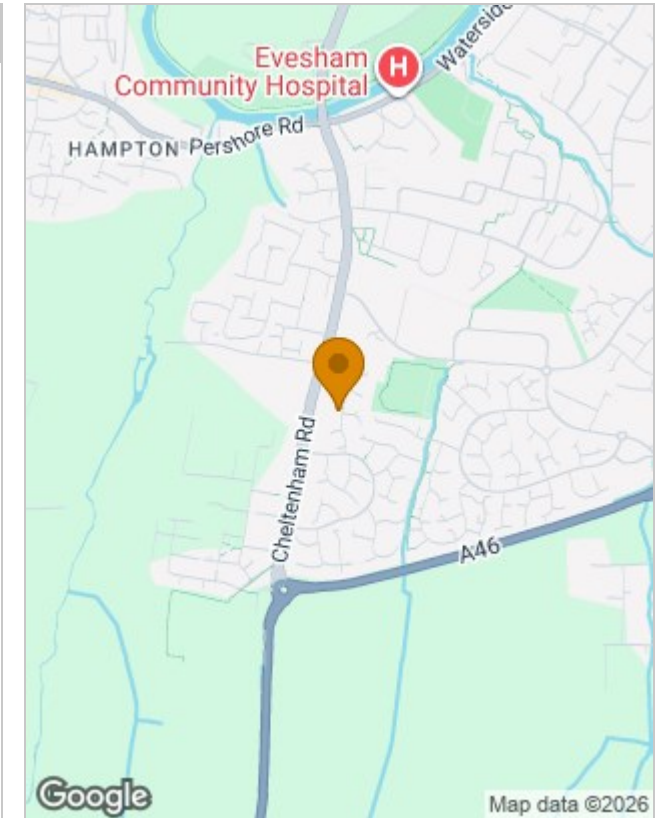 Evesham
Community Hospital
H
Waterside
HAMPTON
Pershore Rd
Cheltenham Rd
A46
Google
Map data ©2026